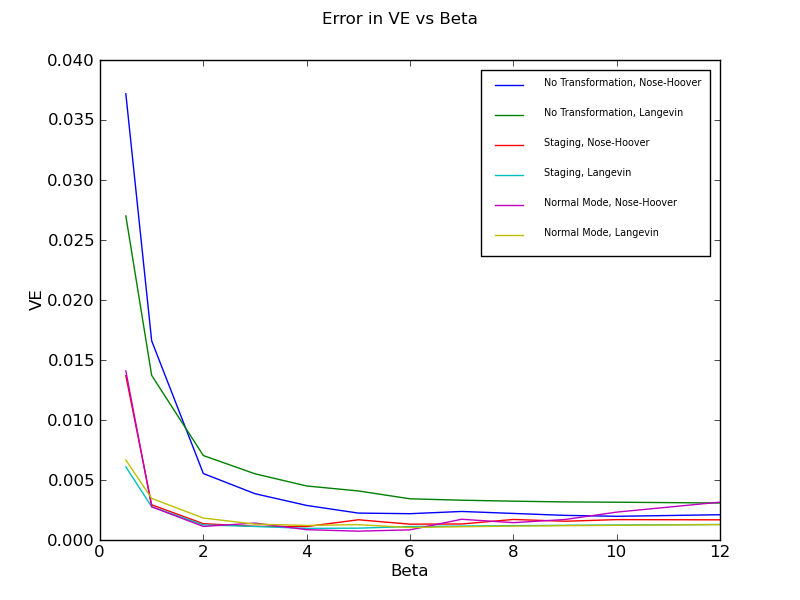 Error in VE vs Beta
0.040
0.035
0.030
0.025
0.020
0.015
0.010
0.005
0.000
VE
No Transformation, Nose-Hoover
No Transformation, Langevin
Staging, Nose-Hoover
Staging, Langevin
Normal Mode, Nose-Hoover
Normal Mode, Langevin
0 2 4 6 8 10 12
Beta